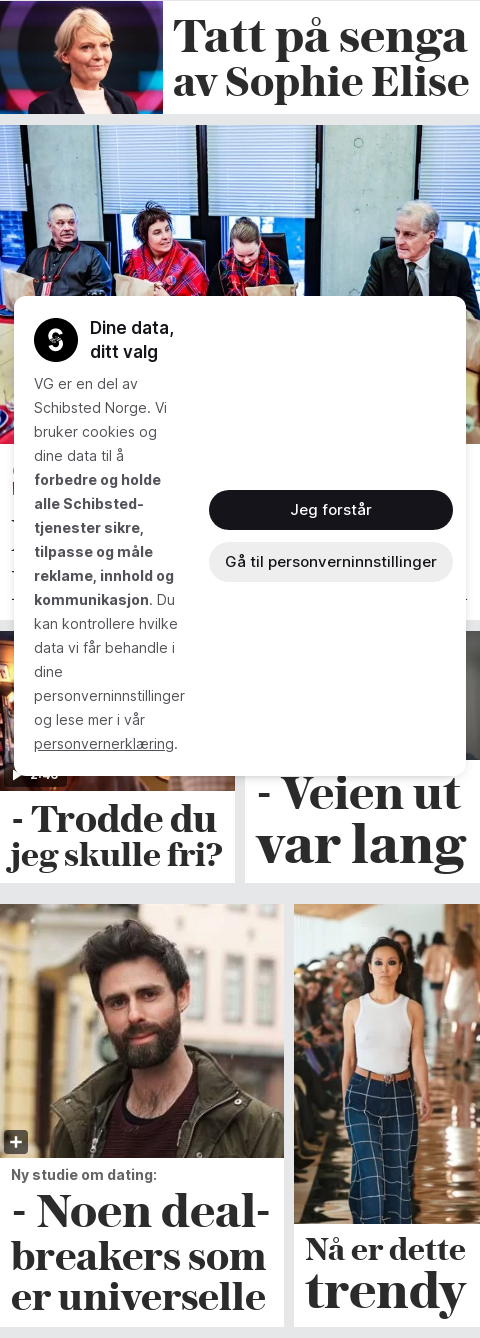 Tatt på senga
av Sophie Elise
Dine data,
ditt valg
VG er en del av
Schibsted Norge. Vi
bruker cookies og
dine data til å
forbedre og holde
alle Schibsted-
tjenester sikre,
tilpasse og måle
reklame, innhold og
kommunikasjon. Du
kan kontrollere hvilke
data vi får behandle i
dine
personverninnstillinger
og lese mer i vår
personvernerklæring.
Jeg forstår
Gå til personverninnstillinger
- Trodde du
jeg skulle fri?
- Veien ut
var lang
Ny studie om dating:
- Noen deal-
breakers som
er universelle
Nå er dette
trendy